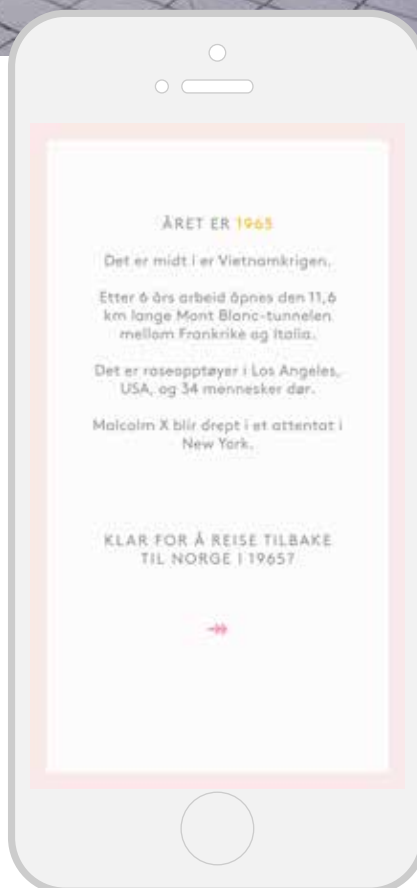 ÅRET ER 1965
Det er midt i er Vietnamkrigen.
Etter 6 års arbeid åpnes den 11,6
km lange Mont Blanc-tunnelen
mellom Frankrike og Italia.
Det er raseopptøyer i Los Angeles,
USA, og 34 mennesker dør.
Malcolm X blir drept i et attentat i
New York.
KLAR FOR Å REISE TILBAKE
TIL NORGE I 1965?